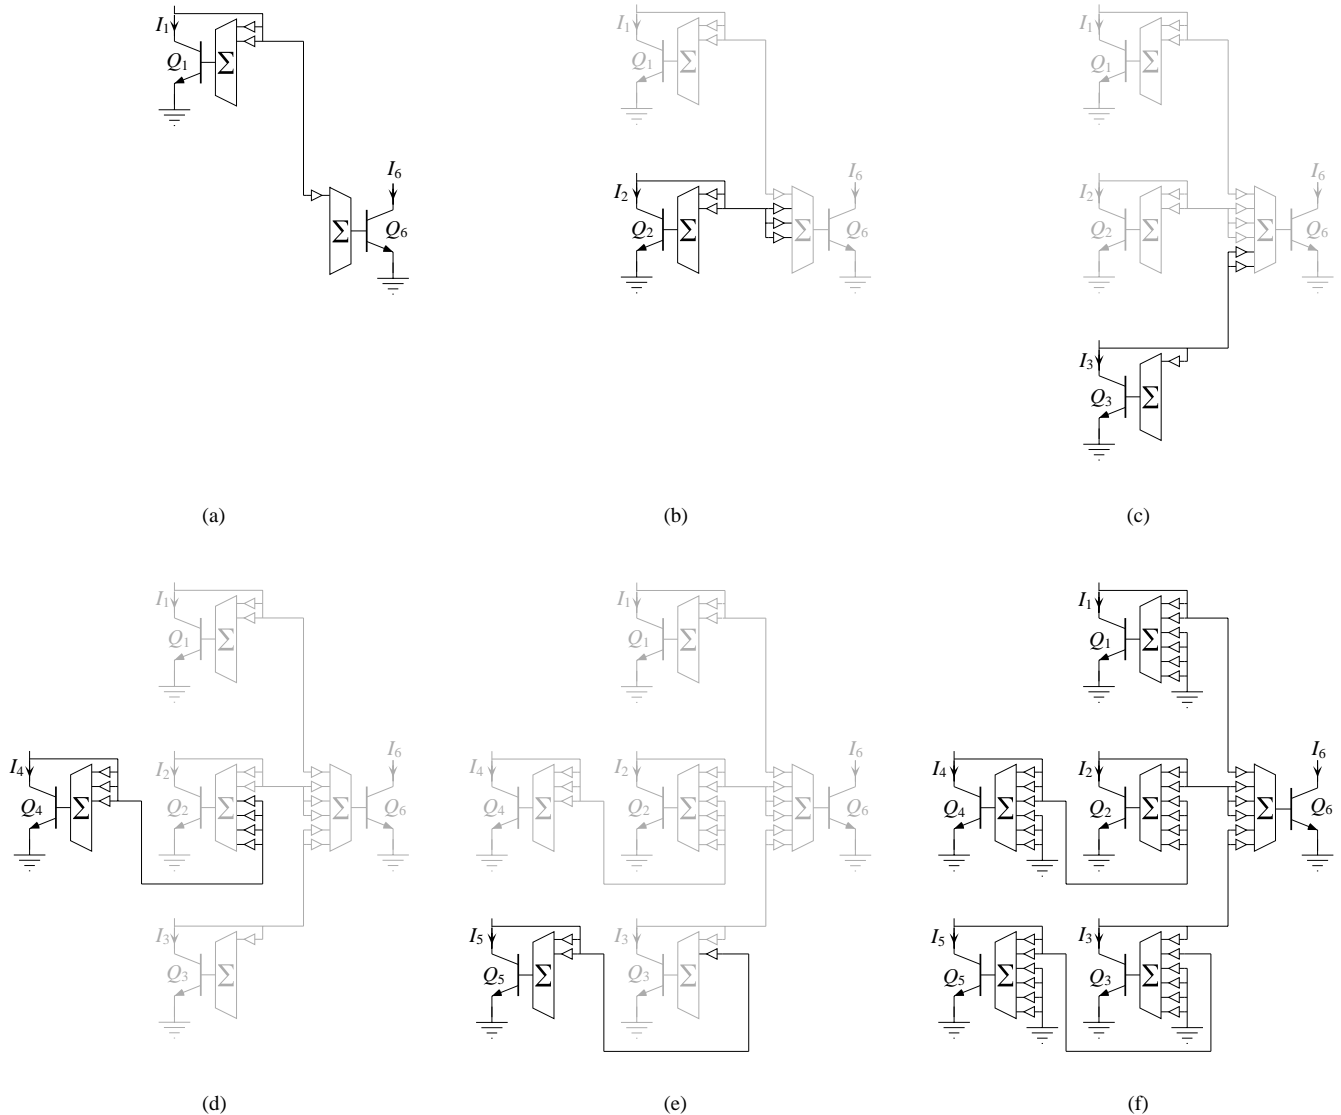 I1 I1 I1
Q1 Σ Q1 Σ Q1 Σ
I6 I6 I6
I2 I2
Σ Q6 Q2 Σ Σ Q6 Q2 Σ Σ Q6
I3
Q3 Σ
(a) (b) (c)
I1 I1 I1
Q1 Σ Q1 Σ Q1 Σ
I6 I6 I6
I4 I2 I4 I2 I4 I2
Q4 Σ Q2 Σ Σ Q6 Q4 Σ Q2 Σ Σ Q6 Q4 Σ Q2 Σ Σ Q6
I3 I5 I3 I5 I3
Q3 Σ Q5 Σ Q3 Σ Q5 Σ Q3 Σ
(d) (e) (f)